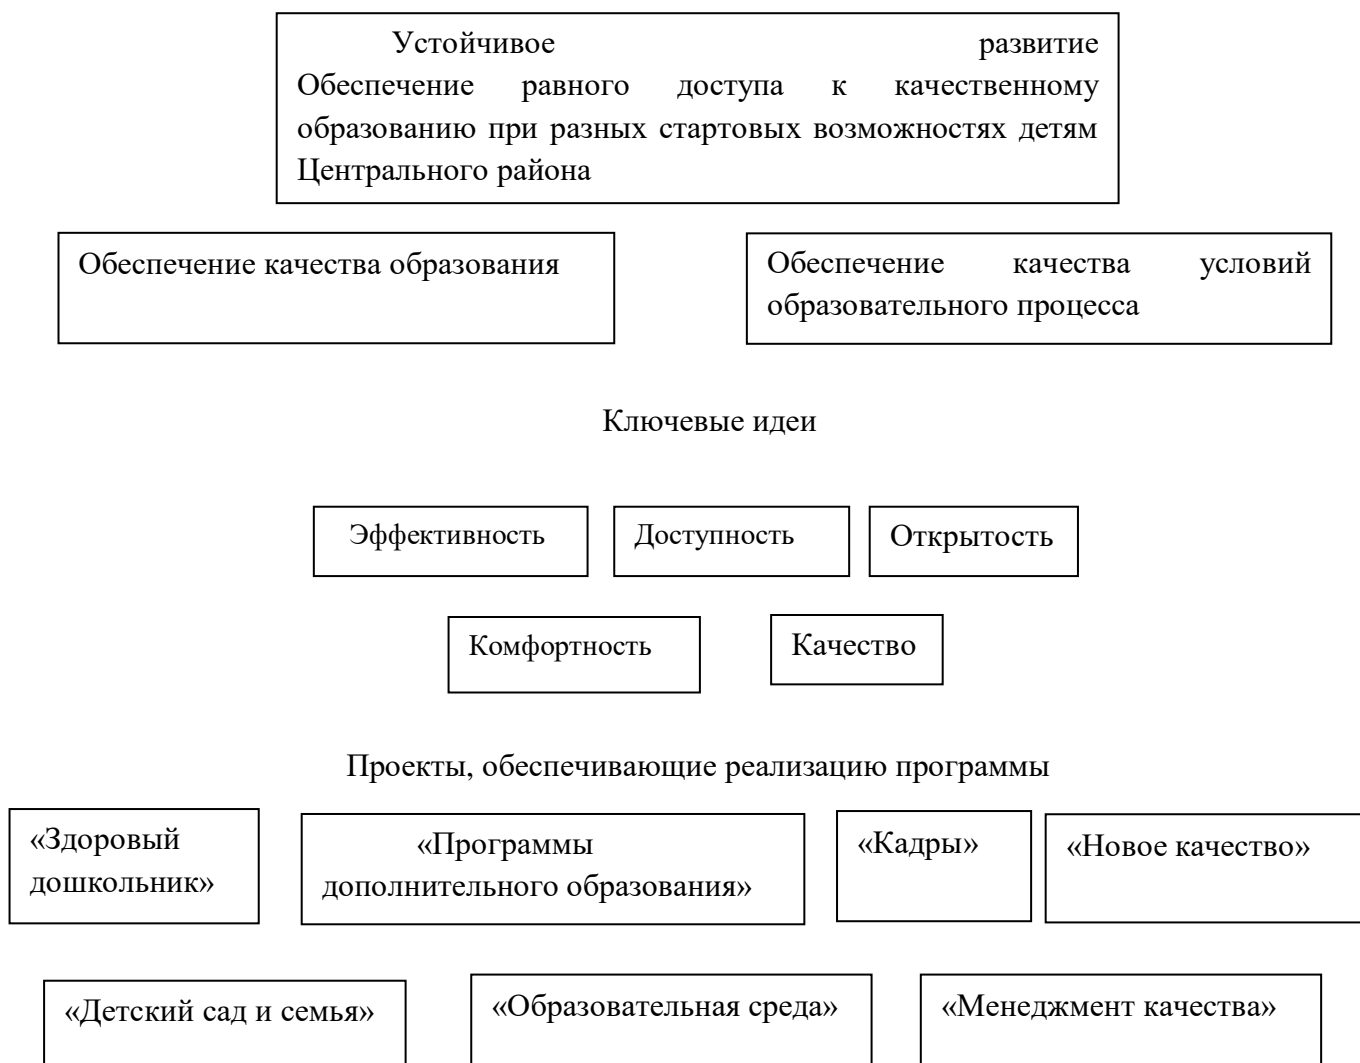 Устойчивое развитие
Обеспечение равного доступа к качественному
образованию при разных стартовых возможностях детям
Центрального района
Обеспечение качества образования
Обеспечение качества условий
образовательного процесса
Ключевые идеи
Эффективность
Доступность
Открытость
Комфортность
Качество
Проекты, обеспечивающие реализацию программы
«Здоровый
дошкольник»
«Программы
дополнительного образования»
«Кадры»
«Новое качество»
«Детский сад и семья»
«Образовательная среда»
«Менеджмент качества»